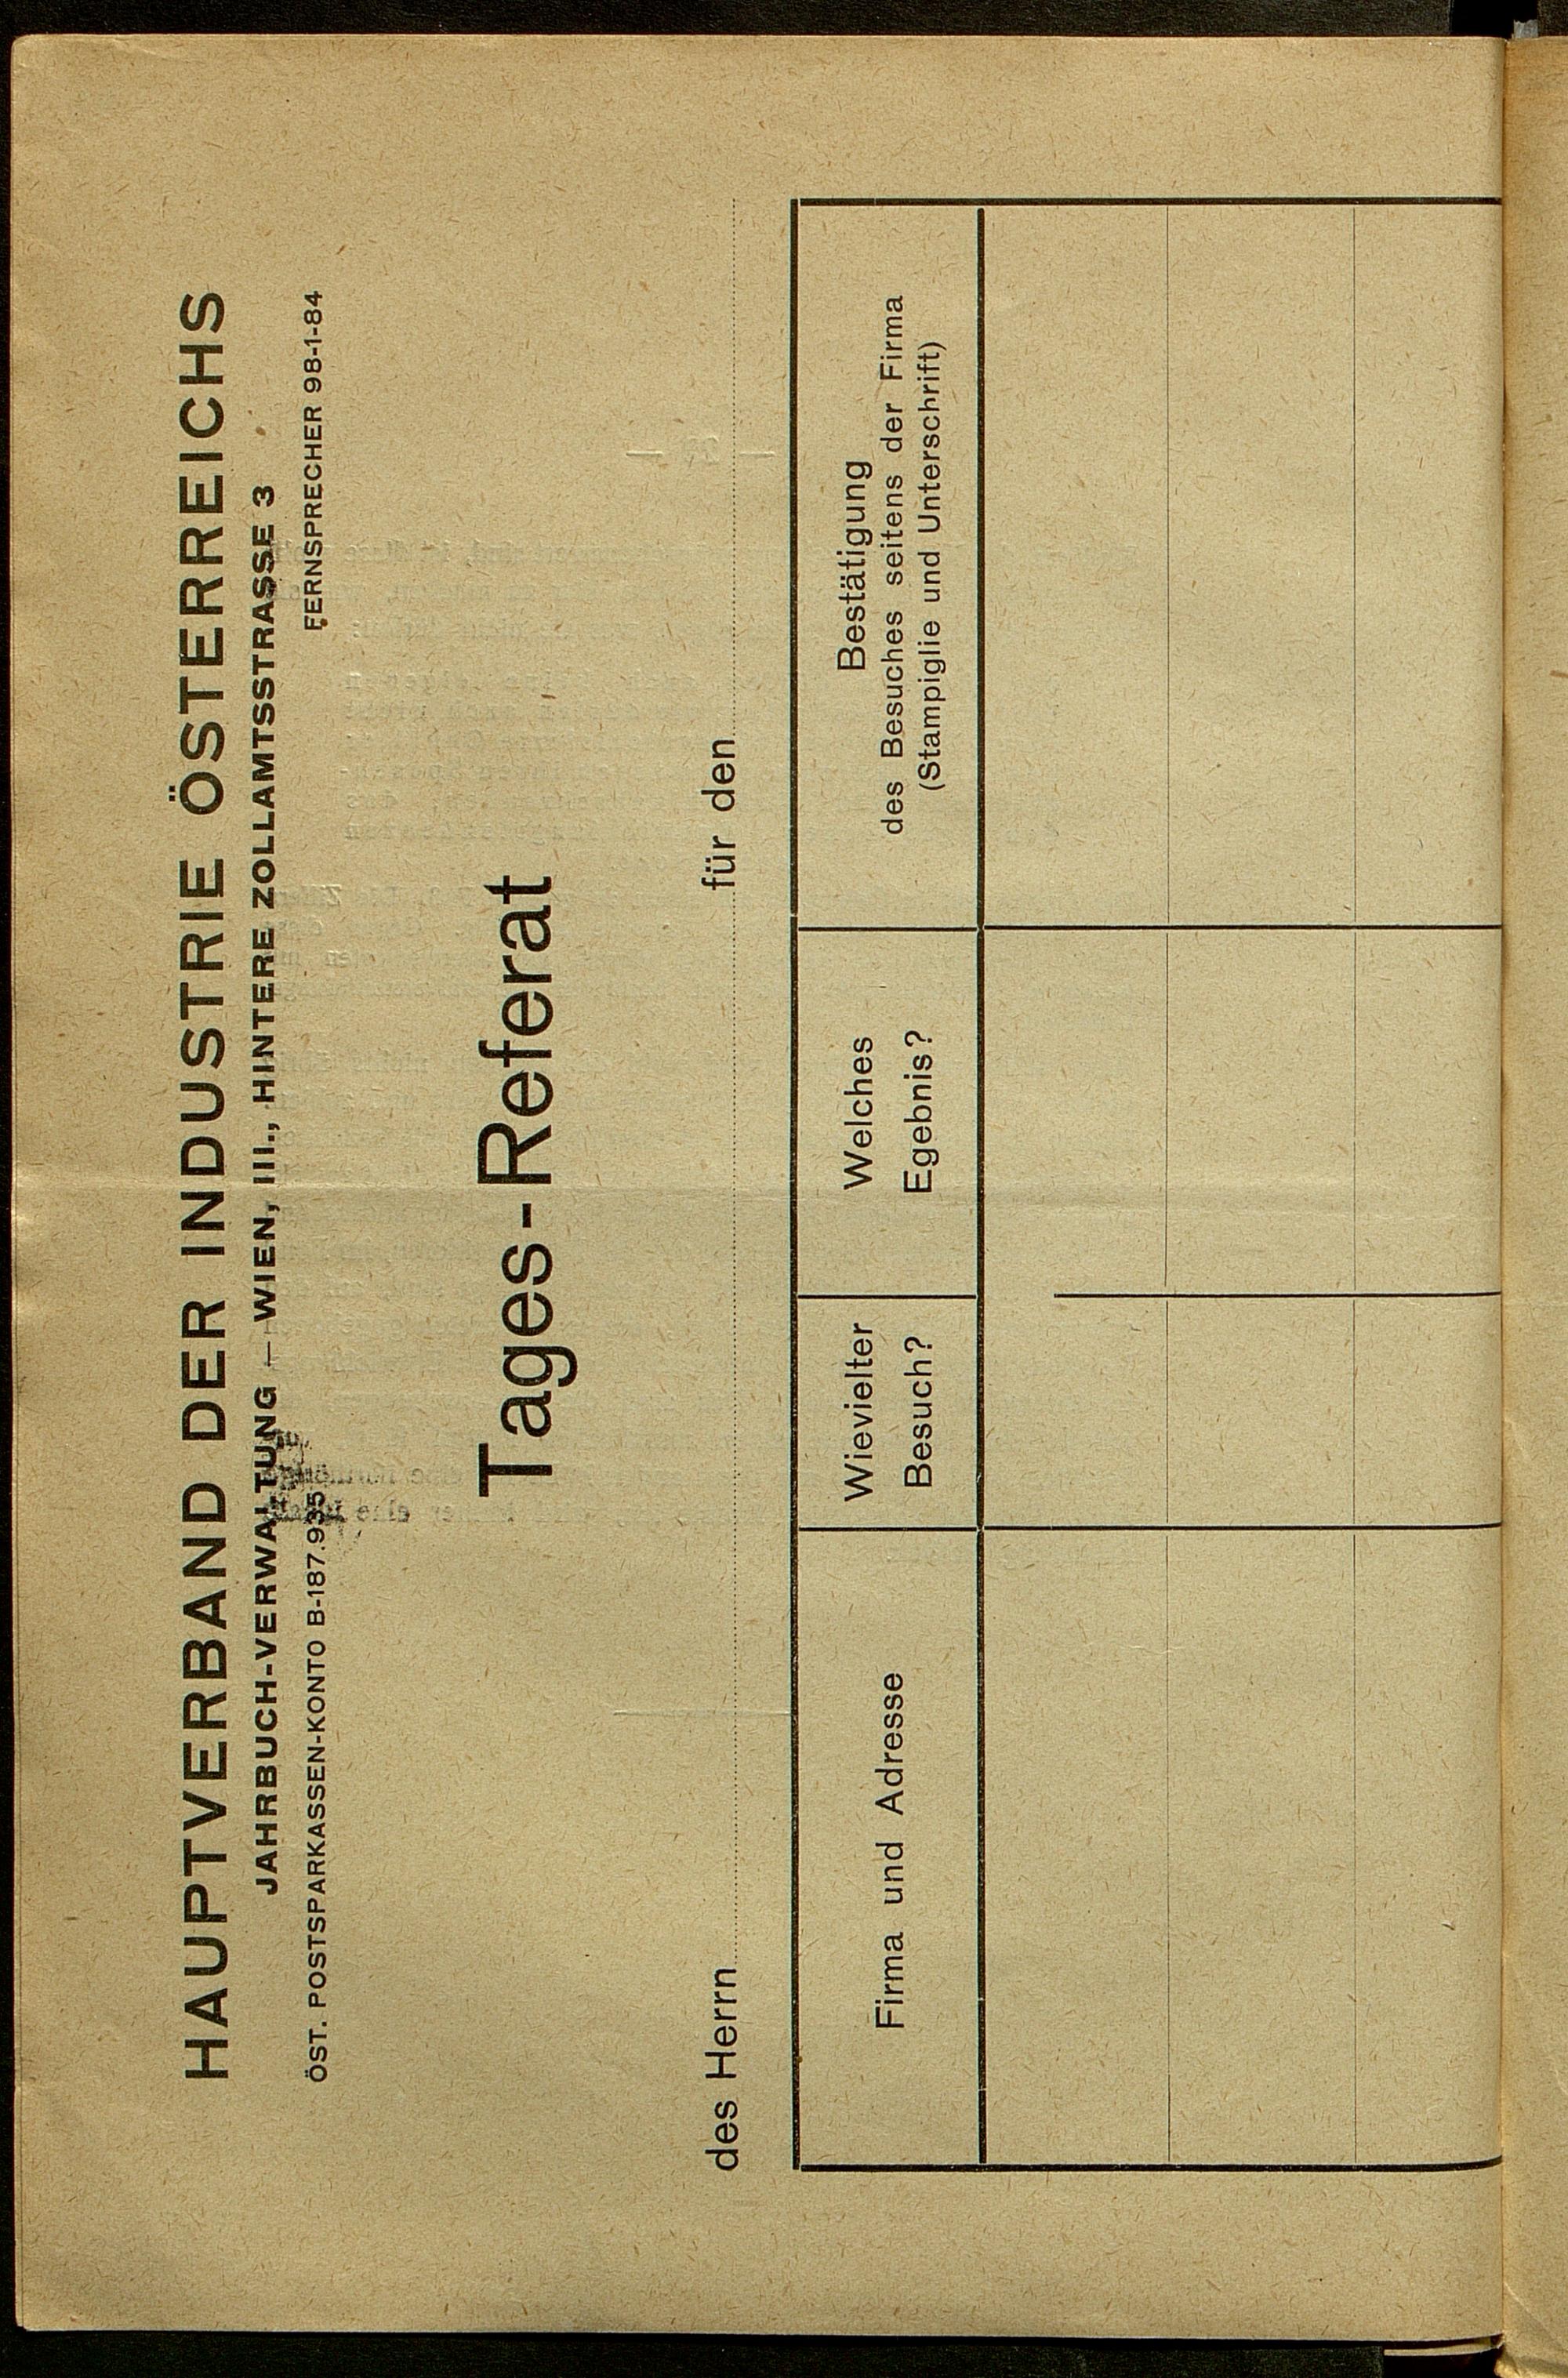 HAUPTVERBAND DER INDUSTRIE ÖSTERREICHS
JAHRBUCH-VERWALTUNG — WIEN, III., HINTERE ZOLLAMTSSTRASSE 3
ÖST. POSTSPARKASSEN-KONTO B-187.935 FERNSPRECHER 98-1-84
Tages-Referat
des Herrn für den
Firma und Adresse
Wievielter
Besuch?
Welches
Egebnis?
Bestätigung
des Besuches seitens der Firma
(Stampiglie und Unterschrift)